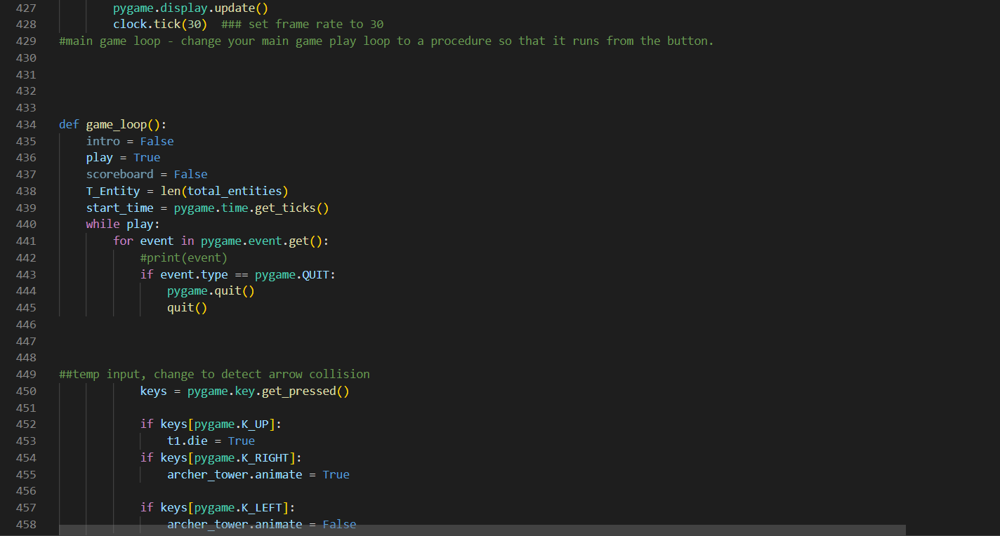 427 pygame.display.update()
428 clock.tick(30)  ### set frame rate to 30
429 #main game loop - change your main game play loop to a procedure so that it runs from the button.
430
431
432
433
434 def game_loop():
435 intro = False
436 play = True
437 scoreboard = False
438 T_Entity = len(total_entities)
439 start_time = pygame.time.get_ticks()
440 while play:
441 for event in pygame.event.get():
442 #print(event)
443 if event.type == pygame.QUIT:
444 pygame.quit()
445 quit()
446
447
448
449 ##temp input, change to detect arrow collision
450 keys = pygame.key.get_pressed()
451
452 if keys[pygame.K_UP]:
453 t1.die = True
454 if keys[pygame.K_RIGHT]:
455 archer_tower.animate = True
456
457 if keys[pygame.K_LEFT]:
458 archer_tower.animate = False